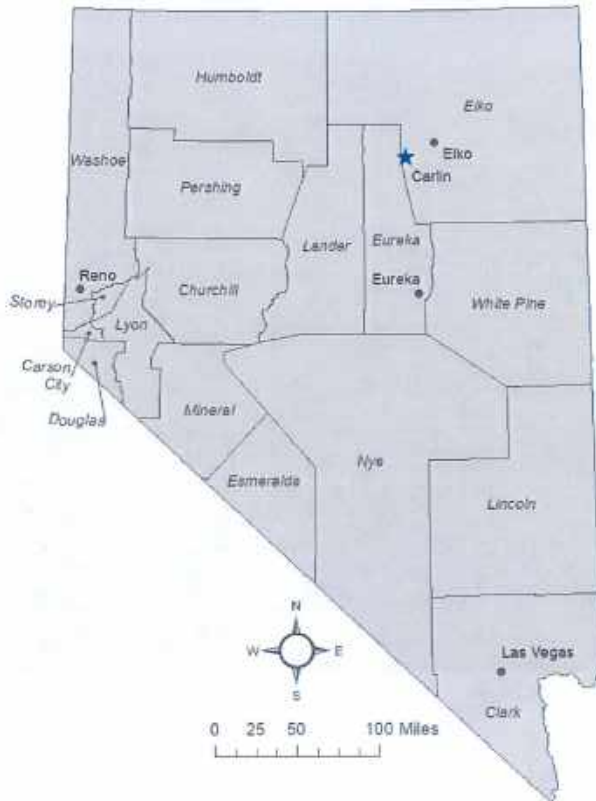 Humboldt
Elko
Washoe
Elko
Carlin
Pershing
Lander
Eureka
Reno
Churchill
Eureka
Storey
Lyon
White Pine
Carson
City
Douglas
Mineral
Nye
Esmeralda
Lincoln
N
W E
S
Las Vegas
Clark
0 25 50 100 Miles